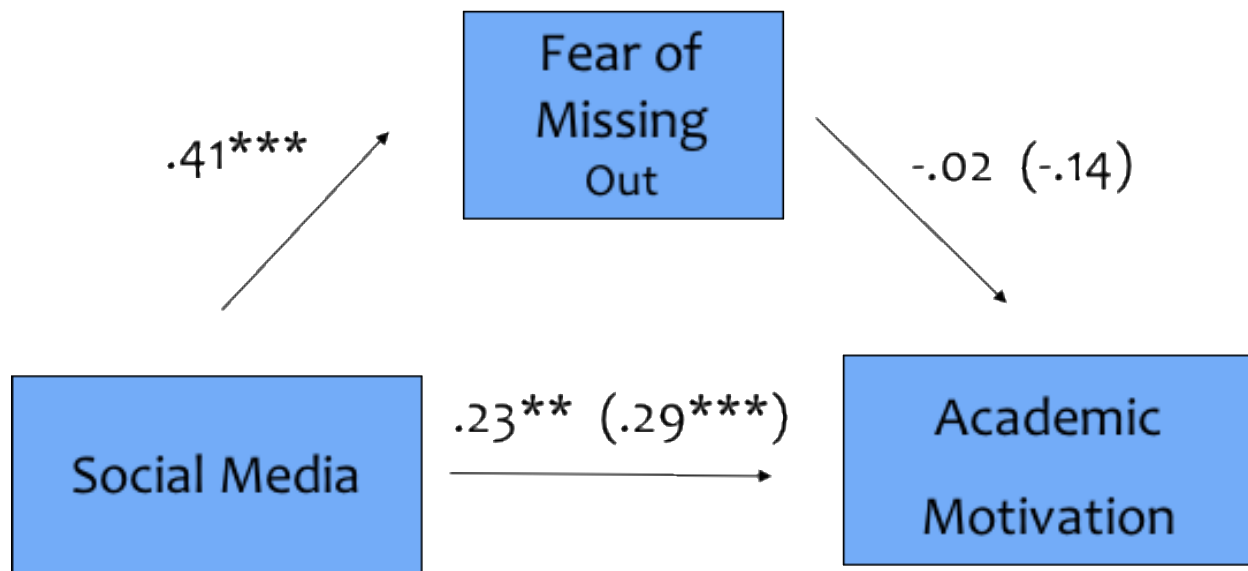 Fear of
Missing
Out
.41***
-.02 (-.14)
.23** (.29***)
Social Media
Academic
Motivation